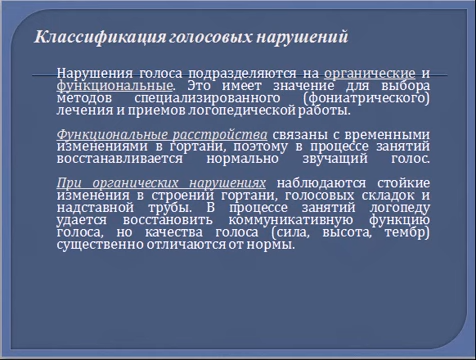 Классификация голосовых нарушений
Нарушения голоса подразделяются на органические и
функциональные. Это имеет значение для выбора
методов специализированного (фониатрического)
лечения и приемов логопедической работы.
Функциональные расстройства связаны с временными
изменениями в гортани, поэтому в процессе занятий
восстанавливается нормально звучащий голос.
При органических нарушениях наблюдаются стойкие
изменения в строении гортани, голосовых складок и
надставной трубы. В процессе занятий логопеду
удается восстановить коммуникативную функцию
голоса, но качества голоса (сила, высота, тембр)
существенно отличаются от нормы.